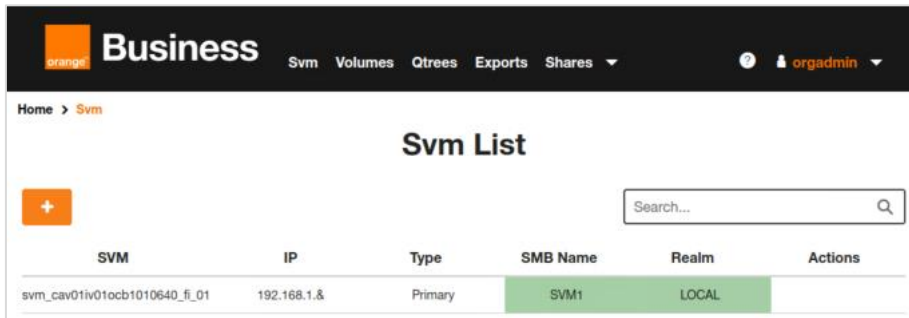 orange Business Svm Volumes Qtrees Exports Shares ? orgadmin
Home > Svm
Svm List
+ Search...
SVM IP Type SMB Name Realm Actions
svm_cav01iv01ocb1010640_fi_01 192.168.1.& Primary SVM1 LOCAL